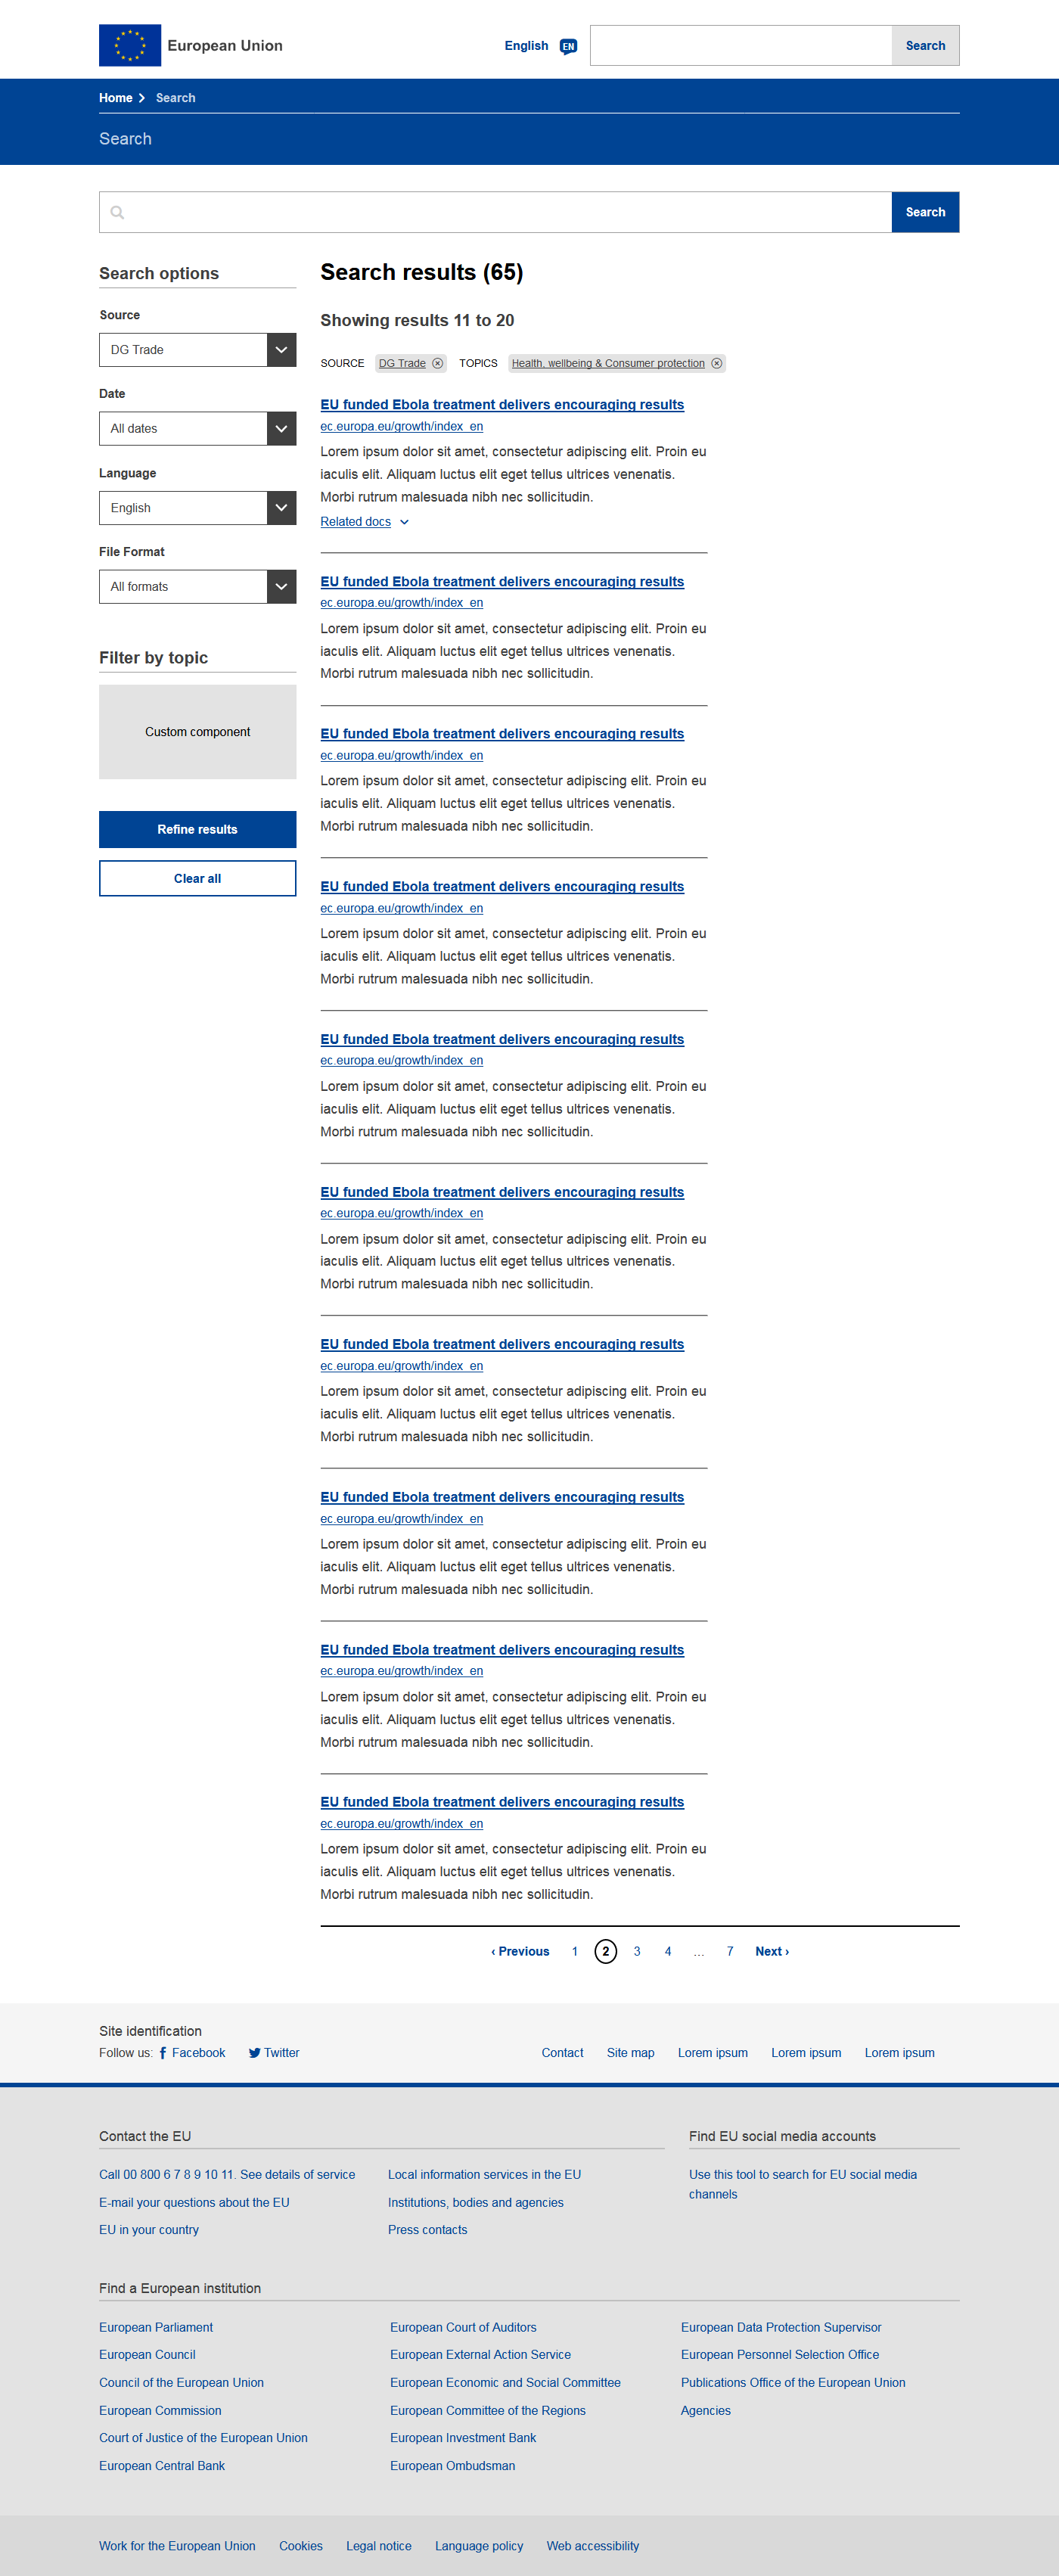 European Union
English EN Search
Home Search
Search
Search
Search options
Source
DG Trade
Date
All dates
Language
English
File Format
All formats
Filter by topic
Custom component
Refine results
Clear all
Search results (65)
Showing results 11 to 20
SOURCE DG Trade TOPICS Health, wellbeing & Consumer protection
EU funded Ebola treatment delivers encouraging results
ec.europa.eu/growth/index_en
Lorem ipsum dolor sit amet, consectetur adipiscing elit. Proin eu
iaculis elit. Aliquam luctus elit eget tellus ultrices venenatis.
Morbi rutrum malesuada nibh nec sollicitudin.
Related docs
EU funded Ebola treatment delivers encouraging results
ec.europa.eu/growth/index_en
Lorem ipsum dolor sit amet, consectetur adipiscing elit. Proin eu
iaculis elit. Aliquam luctus elit eget tellus ultrices venenatis.
Morbi rutrum malesuada nibh nec sollicitudin.
EU funded Ebola treatment delivers encouraging results
ec.europa.eu/growth/index_en
Lorem ipsum dolor sit amet, consectetur adipiscing elit. Proin eu
iaculis elit. Aliquam luctus elit eget tellus ultrices venenatis.
Morbi rutrum malesuada nibh nec sollicitudin.
EU funded Ebola treatment delivers encouraging results
ec.europa.eu/growth/index_en
Lorem ipsum dolor sit amet, consectetur adipiscing elit. Proin eu
iaculis elit. Aliquam luctus elit eget tellus ultrices venenatis.
Morbi rutrum malesuada nibh nec sollicitudin.
EU funded Ebola treatment delivers encouraging results
ec.europa.eu/growth/index_en
Lorem ipsum dolor sit amet, consectetur adipiscing elit. Proin eu
iaculis elit. Aliquam luctus elit eget tellus ultrices venenatis.
Morbi rutrum malesuada nibh nec sollicitudin.
EU funded Ebola treatment delivers encouraging results
ec.europa.eu/growth/index_en
Lorem ipsum dolor sit amet, consectetur adipiscing elit. Proin eu
iaculis elit. Aliquam luctus elit eget tellus ultrices venenatis.
Morbi rutrum malesuada nibh nec sollicitudin.
EU funded Ebola treatment delivers encouraging results
ec.europa.eu/growth/index_en
Lorem ipsum dolor sit amet, consectetur adipiscing elit. Proin eu
iaculis elit. Aliquam luctus elit eget tellus ultrices venenatis.
Morbi rutrum malesuada nibh nec sollicitudin.
EU funded Ebola treatment delivers encouraging results
ec.europa.eu/growth/index_en
Lorem ipsum dolor sit amet, consectetur adipiscing elit. Proin eu
iaculis elit. Aliquam luctus elit eget tellus ultrices venenatis.
Morbi rutrum malesuada nibh nec sollicitudin.
EU funded Ebola treatment delivers encouraging results
ec.europa.eu/growth/index_en
Lorem ipsum dolor sit amet, consectetur adipiscing elit. Proin eu
iaculis elit. Aliquam luctus elit eget tellus ultrices venenatis.
Morbi rutrum malesuada nibh nec sollicitudin.
EU funded Ebola treatment delivers encouraging results
ec.europa.eu/growth/index_en
Lorem ipsum dolor sit amet, consectetur adipiscing elit. Proin eu
iaculis elit. Aliquam luctus elit eget tellus ultrices venenatis.
Morbi rutrum malesuada nibh nec sollicitudin.
‹ Previous 1 2 3 4 ... 7 Next ›
Site identification
Follow us: Facebook Twitter
Contact Site map Lorem ipsum Lorem ipsum Lorem ipsum
Contact the EU
Call 00 800 6 7 8 9 10 11. See details of service
E-mail your questions about the EU
EU in your country
Local information services in the EU
Institutions, bodies and agencies
Press contacts
Find EU social media accounts
Use this tool to search for EU social media
channels
Find a European institution
European Parliament
European Council
Council of the European Union
European Commission
Court of Justice of the European Union
European Central Bank
European Court of Auditors
European External Action Service
European Economic and Social Committee
European Committee of the Regions
European Investment Bank
European Ombudsman
European Data Protection Supervisor
European Personnel Selection Office
Publications Office of the European Union
Agencies
Work for the European Union Cookies Legal notice Language policy Web accessibility